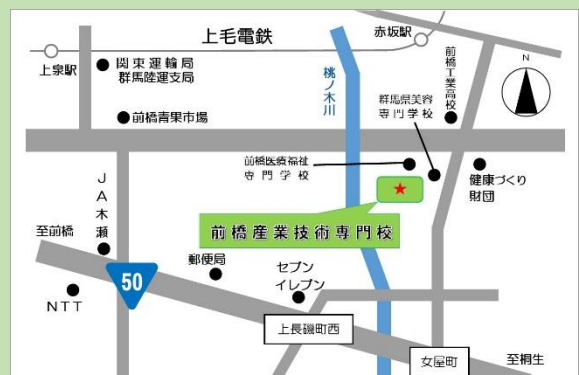 上毛電鉄
赤坂駅
上泉駅
関東運輸局
群馬陸運支局
桃ノ木川
前橋工業高校
N
群馬県美容
専門学校
前橋青果市場
前橋医療福祉
専門学校
健康づくり
財団
JA木瀬
至前橋
前橋産業技術専門校
郵便局
セブン
イレブン
50
NTT
上長磯町西
女屋町
至桐生